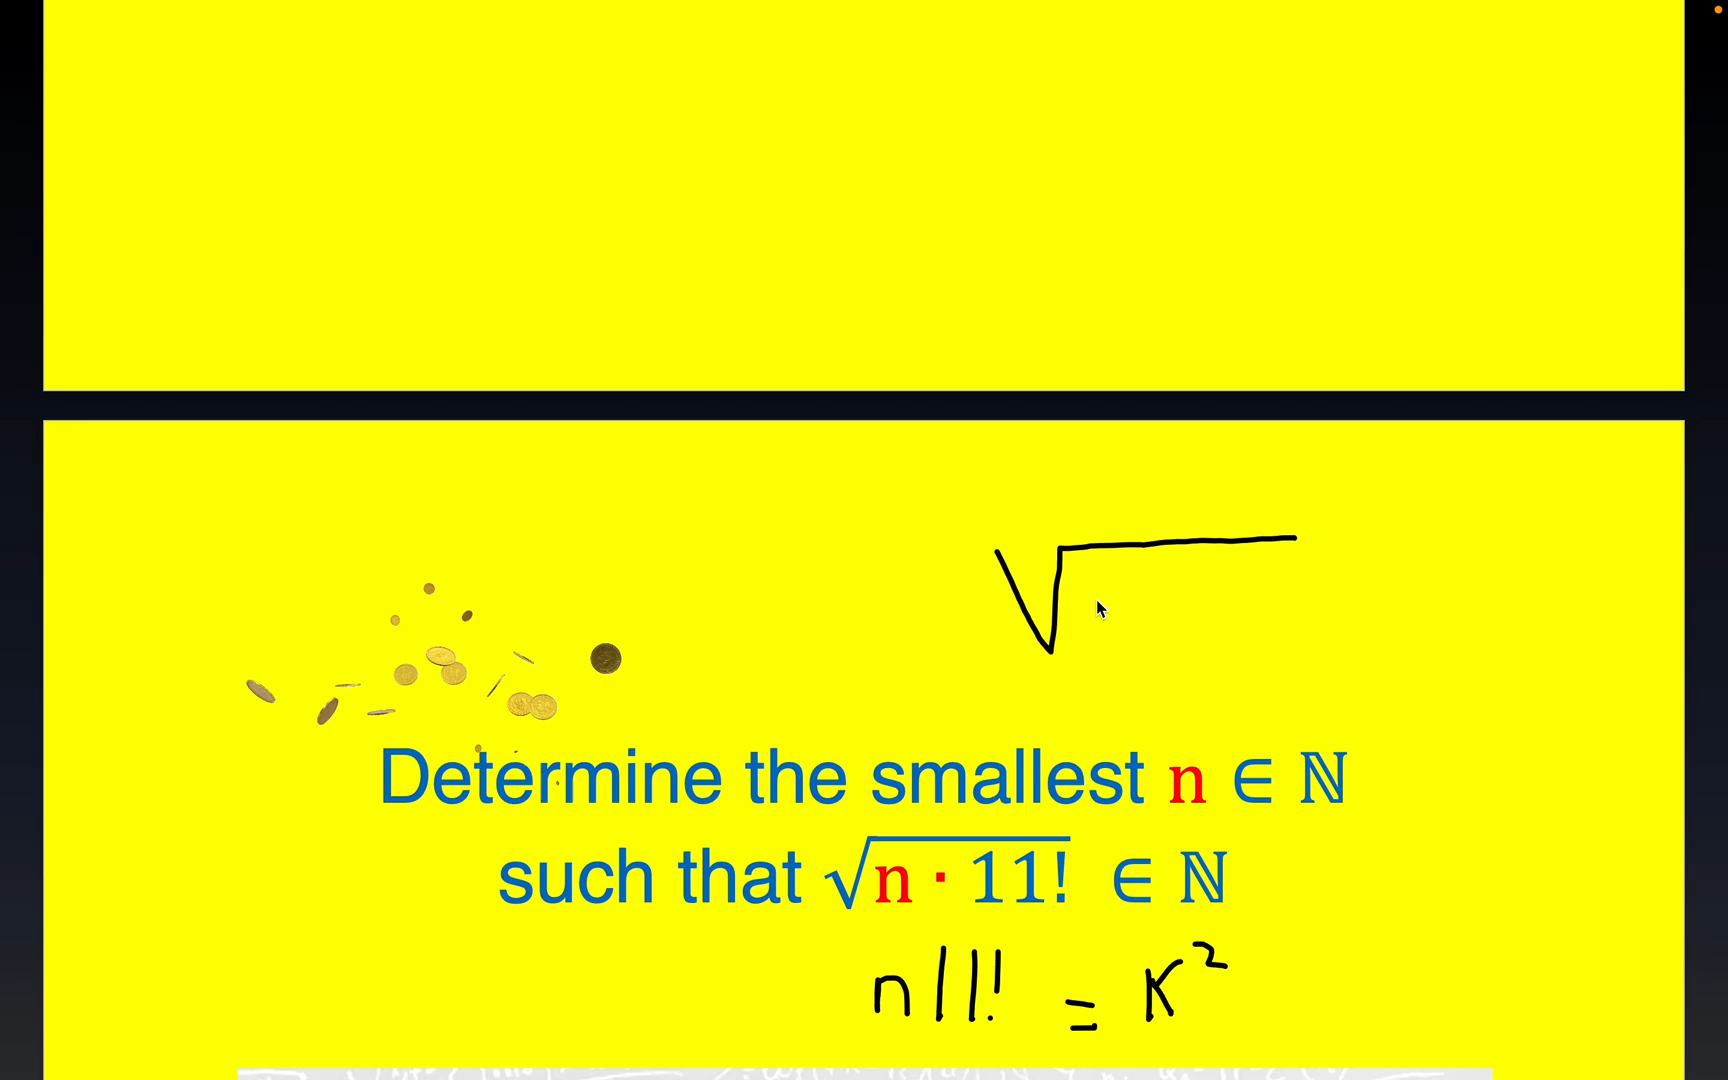 Determine the smallest n ∈ ℕ
such that √n · 11! ∈ ℕ
n11! = K²